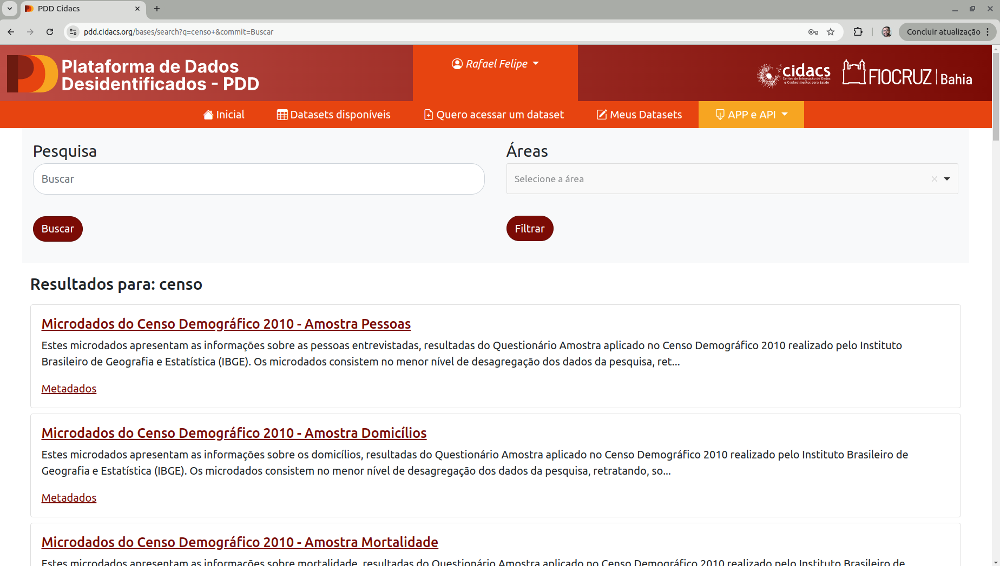 PDD Cidacs
pdd.cidacs.org/bases/search?q=censo+&commit=Buscar
Concluir atualização
Plataforma de Dados
Desidentificados - PDD
Rafael Felipe
cidacs
Centro de Integração de Dados
e Conhecimentos para Saúde
FIOCRUZ | Bahia
Inicial
Datasets disponíveis
Quero acessar um dataset
Meus Datasets
APP e API
Pesquisa
Áreas
Buscar
Selecione a área
Buscar
Filtrar
Resultados para: censo
Microdados do Censo Demográfico 2010 - Amostra Pessoas
Estes microdados apresentam as informações sobre as pessoas entrevistadas, resultadas do Questionário Amostra aplicado no Censo Demográfico 2010 realizado pelo Instituto
Brasileiro de Geografia e Estatística (IBGE). Os microdados consistem no menor nível de desagregação dos dados da pesquisa, ret...
Metadados
Microdados do Censo Demográfico 2010 - Amostra Domicílios
Estes microdados apresentam as informações sobre os domicílios, resultadas do Questionário Amostra aplicado no Censo Demográfico 2010 realizado pelo Instituto Brasileiro de
Geografia e Estatística (IBGE). Os microdados consistem no menor nível de desagregação dos dados da pesquisa, retratando, so...
Metadados
Microdados do Censo Demográfico 2010 - Amostra Mortalidade
Estes microdados apresentam as informações sobre mortalidade, resultadas do Questionário Amostra aplicado no Censo Demográfico 2010 realizado pelo Instituto Brasileiro de